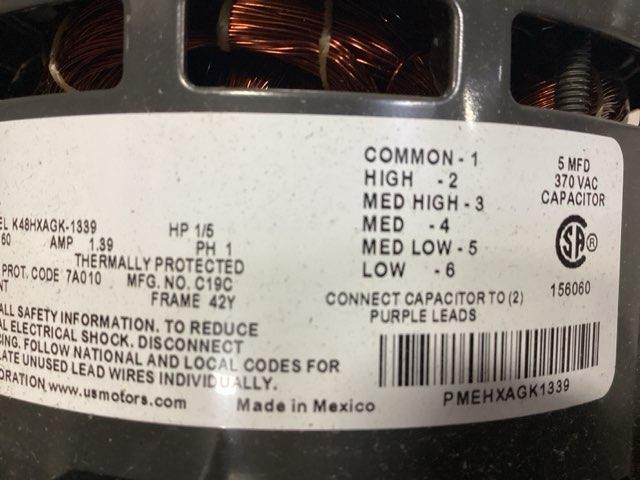 COMMON - 1
HIGH - 2
MED HIGH - 3
MED - 4
MED LOW - 5
LOW - 6
5 MFD
370 VAC
CAPACITOR
SA ®
156060
CONNECT CAPACITOR TO (2)
PURPLE LEADS
EL K48HXAGK-1339 HP 1/5
60 AMP 1.39 PH 1
THERMALLY PROTECTED
PROT. CODE 7A010 MFG. NO. C19C
NT FRAME 42Y
ALL SAFETY INFORMATION. TO REDUCE
AL ELECTRICAL SHOCK. DISCONNECT
CING. FOLLOW NATIONAL AND LOCAL CODES FOR
LATE UNUSED LEAD WIRES INDIVIDUALLY.
ORATION, www.usmotors.com Made in Mexico
PMEHXAGK1339